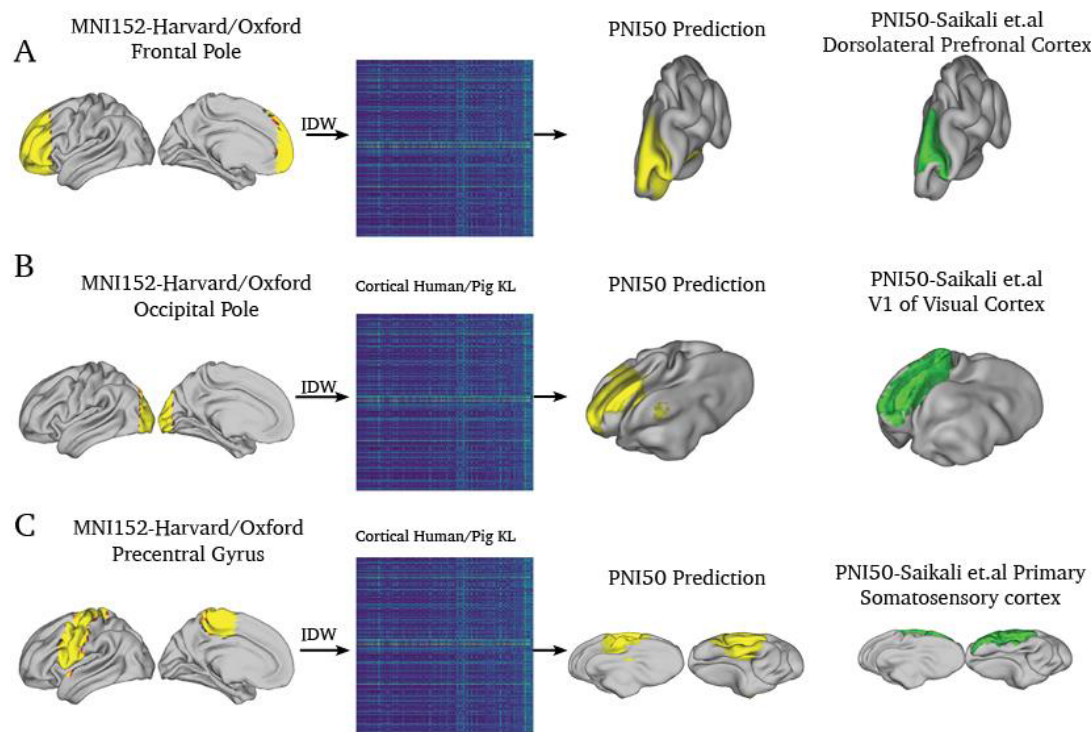 A
MNI152-Harvard/Oxford
Frontal Pole
IDW
PNI50 Prediction
PNI50-Saikali et.al
Dorsolateral Prefronal Cortex
B
MNI152-Harvard/Oxford
Occipital Pole
IDW
Cortical Human/Pig KL
PNI50 Prediction
PNI50-Saikali et.al
V1 of Visual Cortex
C
MNI152-Harvard/Oxford
Precentral Gyrus
IDW
Cortical Human/Pig KL
PNI50 Prediction
PNI50-Saikali et.al Primary
Somatosensory cortex